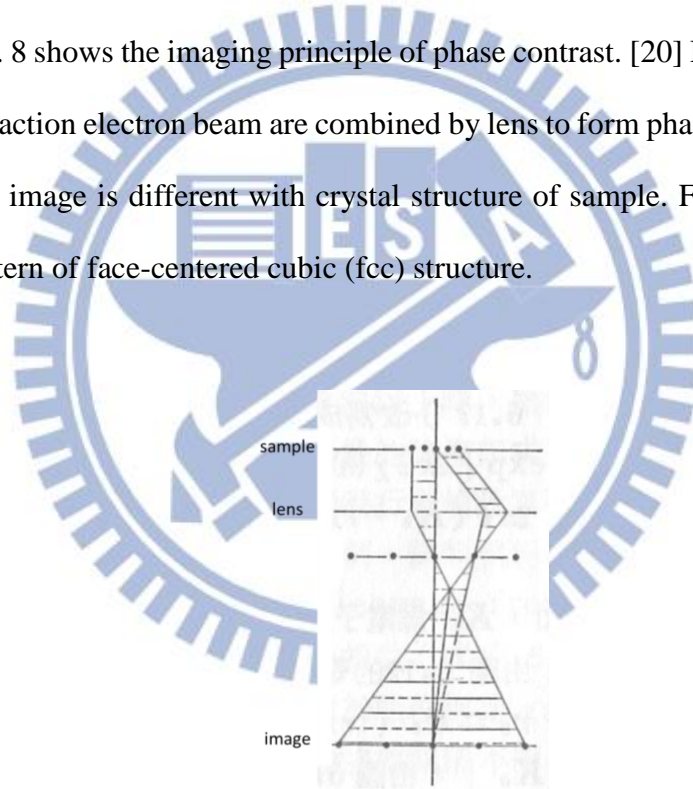 . 8 shows the imaging principle of phase contrast. [20]
action electron beam are combined by lens to form pha
image is different with crystal structure of sample. F
tern of face-centered cubic (fcc) structure.
E S A
8
sample
lens
image